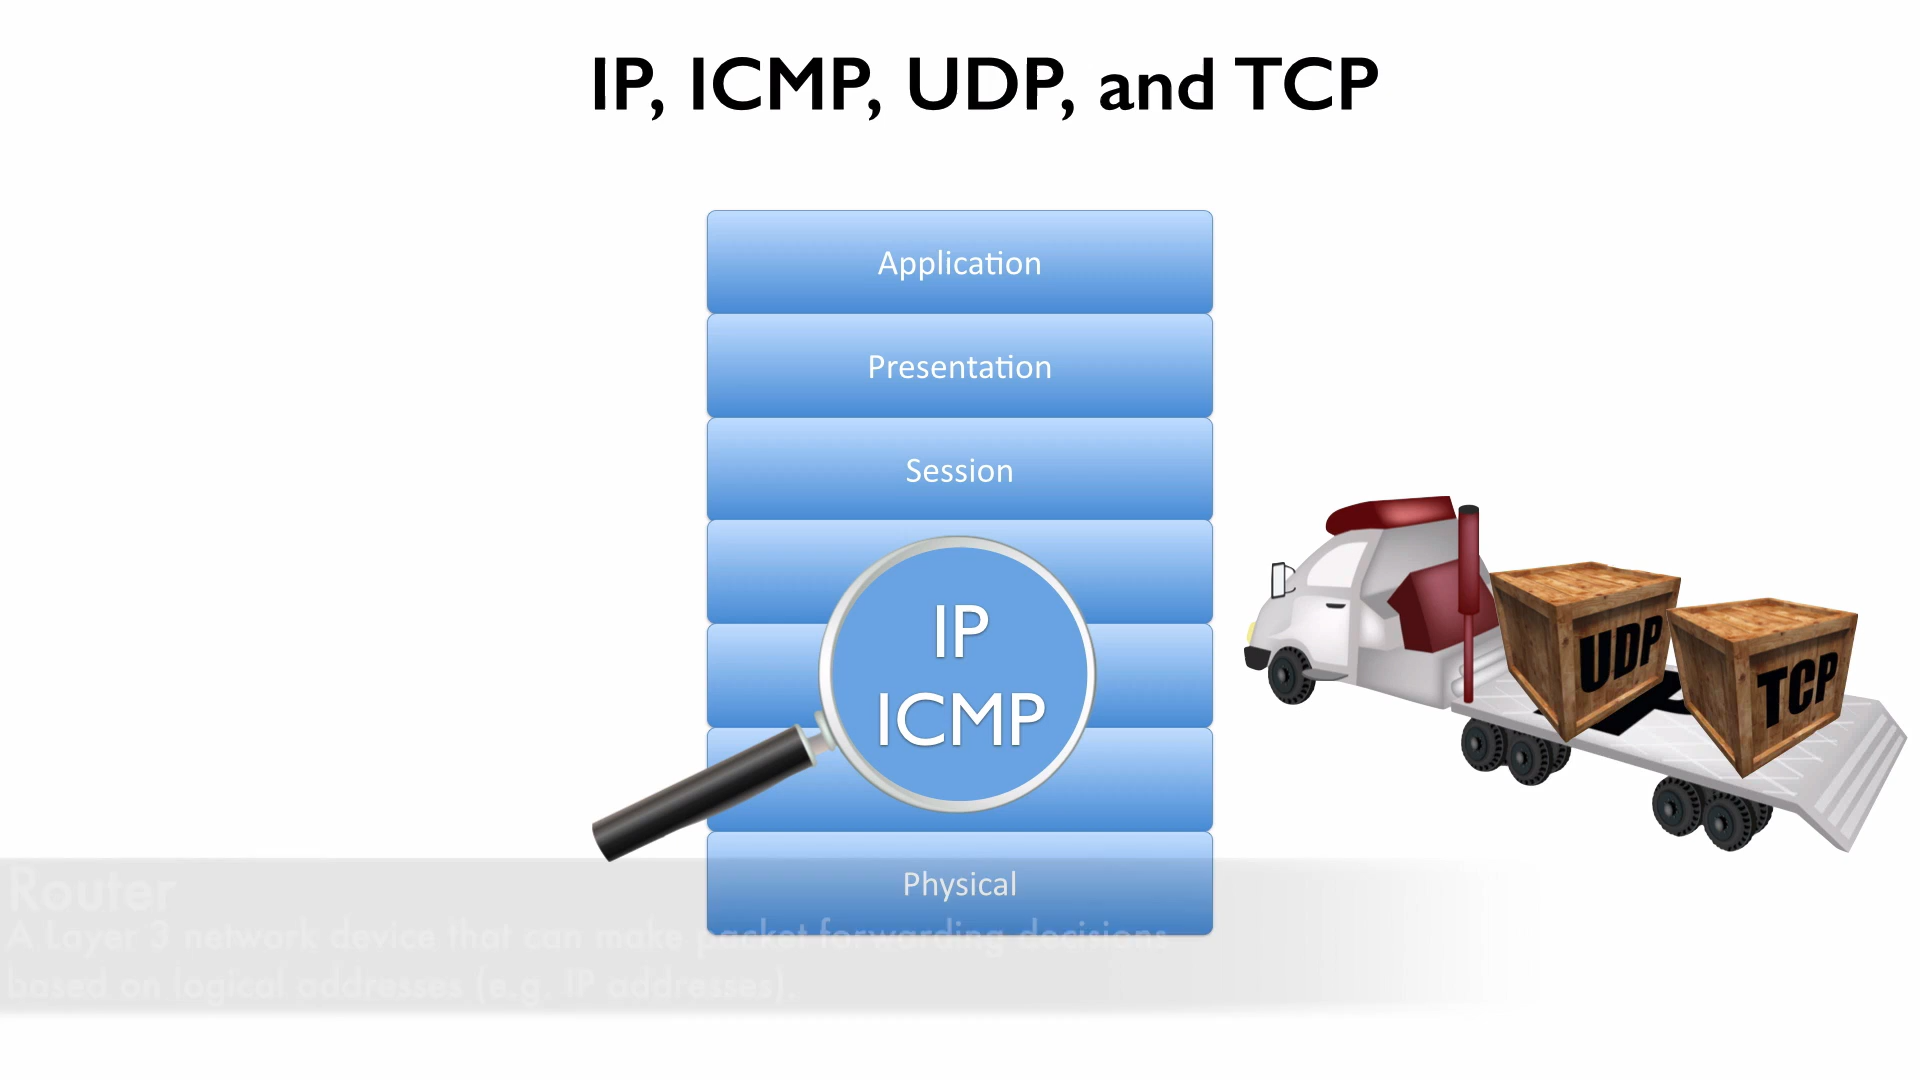 IP, ICMP, UDP, and TCP
Application
Presentation
Session
IP
ICMP
UDP
TCP
Physical
Router
A Layer 3 network device that can make packet forwarding decisions
based on logical addresses (e.g. IP addresses).